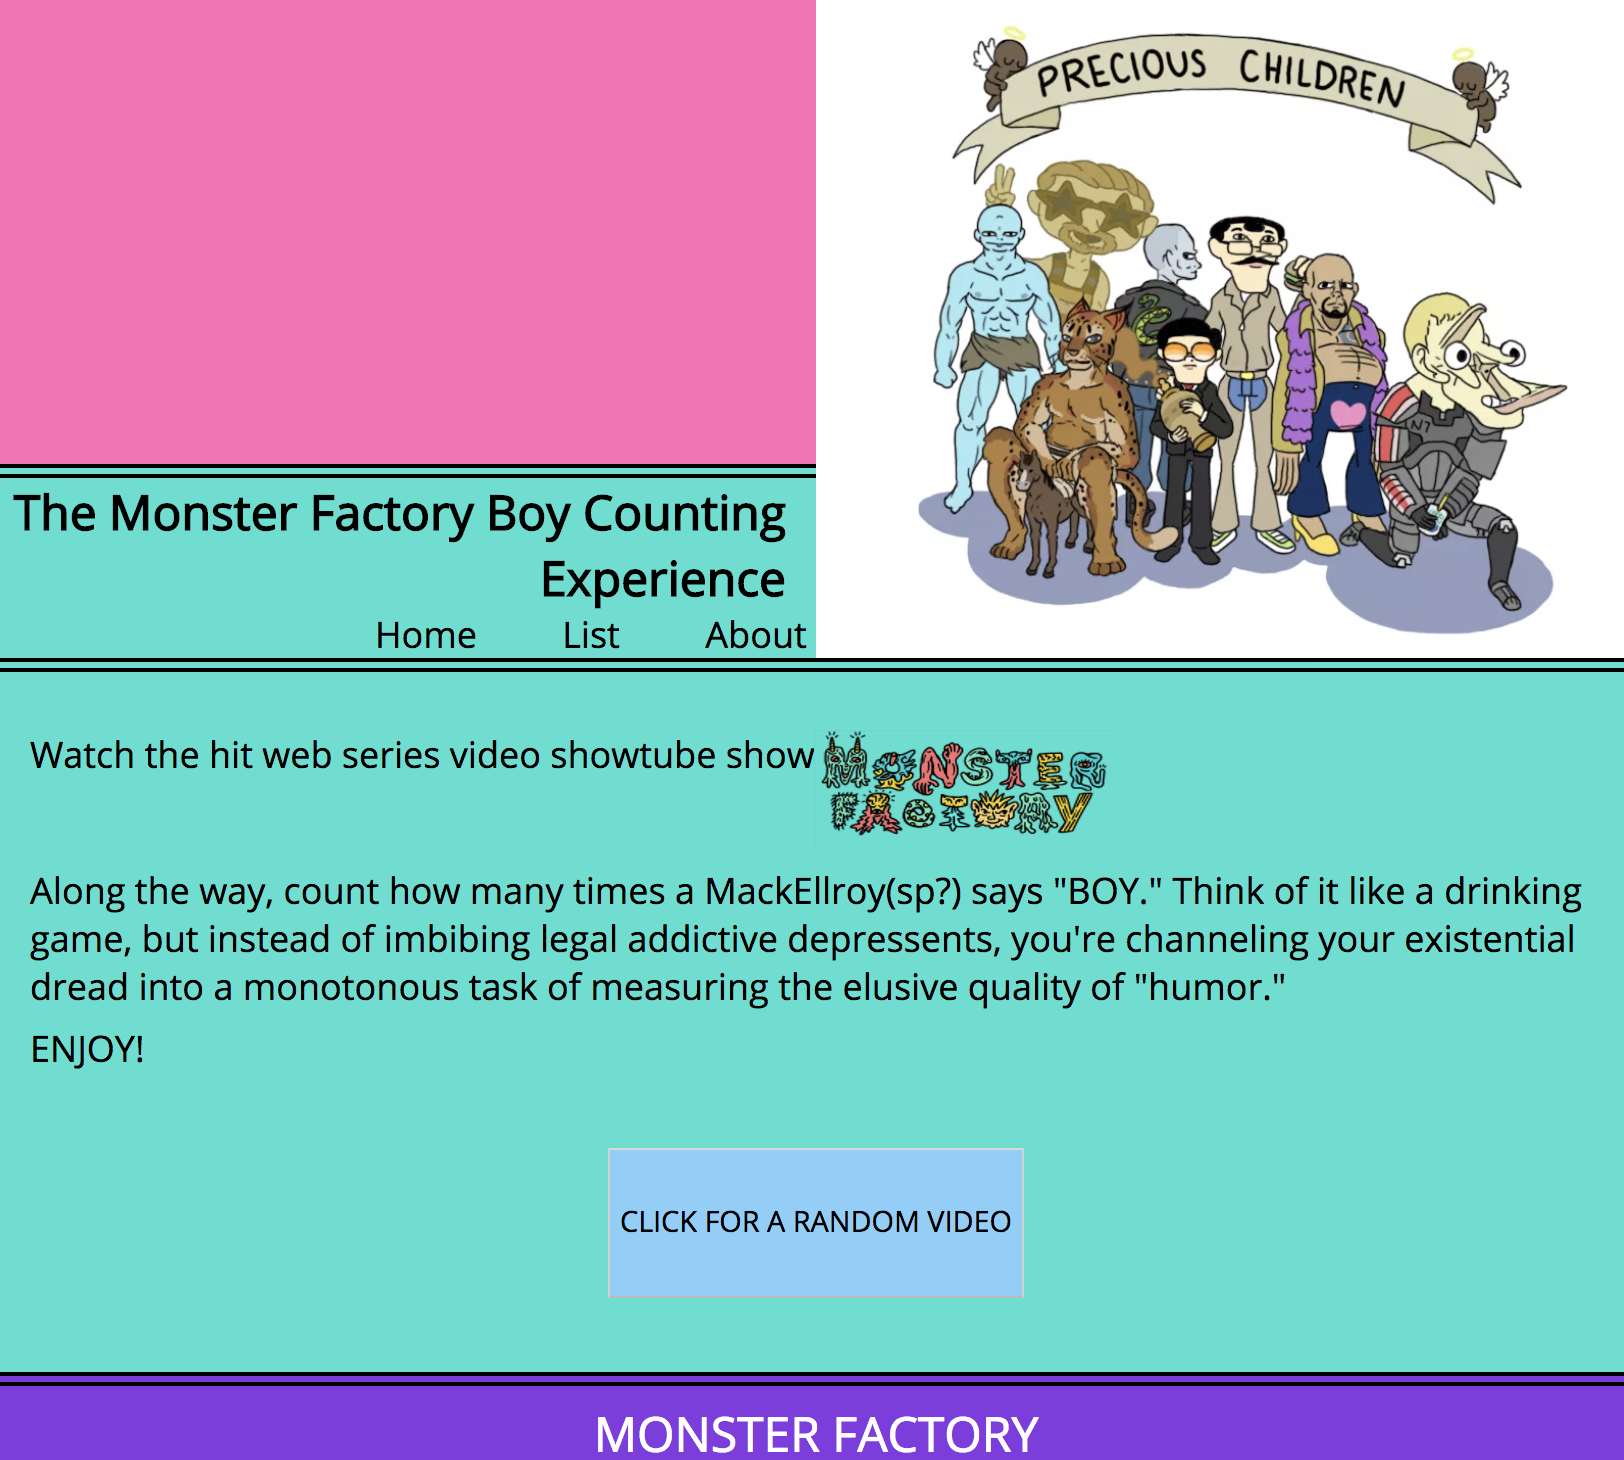 PRECIOUS CHILDREN
N7
The Monster Factory Boy Counting
Experience
Home List About
Watch the hit web series video showtube show
MONSTER
FACTORY
Along the way, count how many times a MackEllroy(sp?) says "BOY." Think of it like a drinking
game, but instead of imbibing legal addictive depressents, you're channeling your existential
dread into a monotonous task of measuring the elusive quality of "humor."
ENJOY!
CLICK FOR A RANDOM VIDEO
MONSTER FACTORY